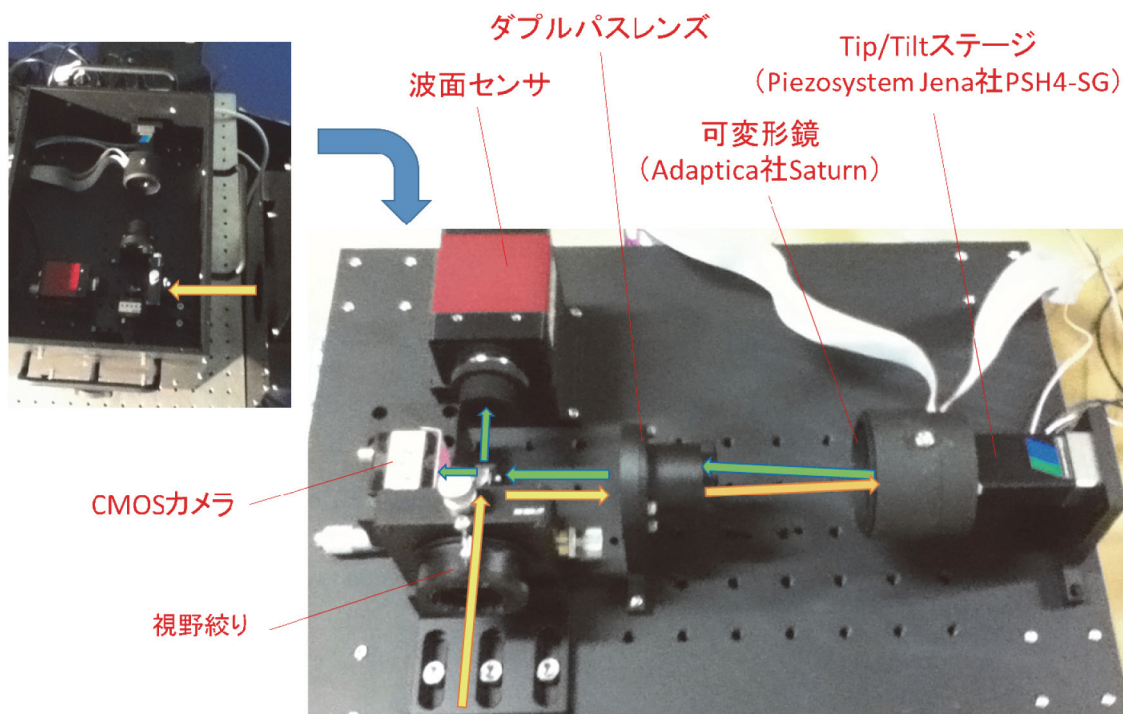 ダブルパスレンズ
波面センサ
Tip/Tiltステージ
（Piezosystem Jena社PSH4-SG）
可変形鏡
（Adaptica社Saturn）
CMOSカメラ
視野絞り